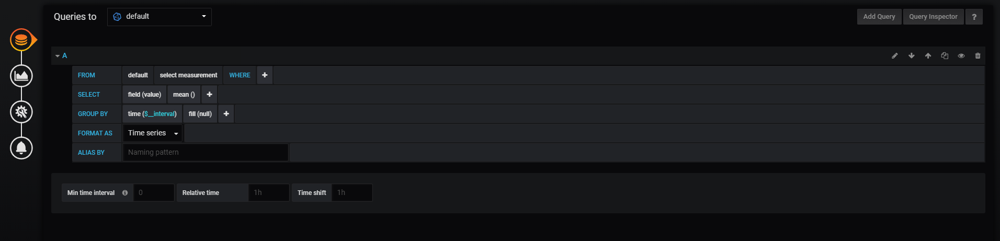 Queries to default Add Query Query Inspector ?
A
FROM default select measurement WHERE +
SELECT field (value) mean () +
GROUP BY time ($__interval) fill (null) +
FORMAT AS Time series
ALIAS BY Naming pattern
Min time interval 0 Relative time 1h Time shift 1h